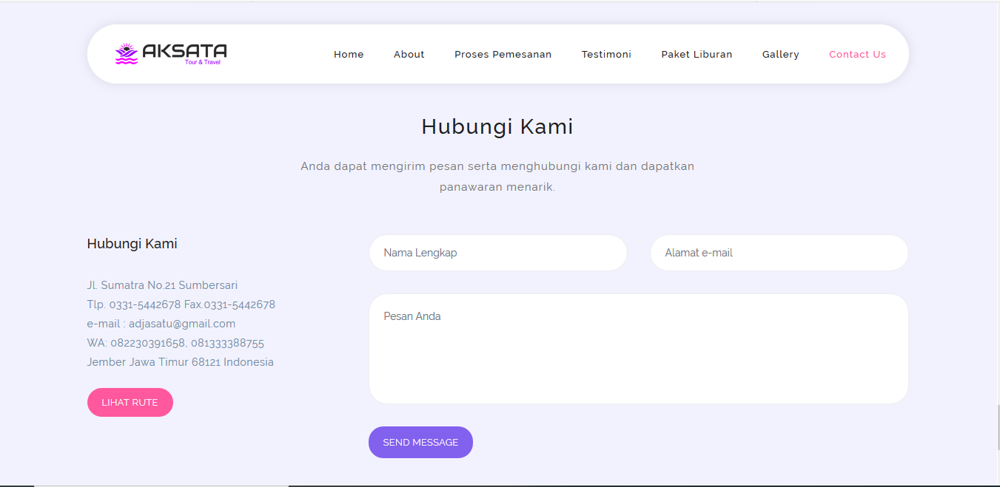 AKSATA
Tour & Travel
Home About Proses Pemesanan Testimoni Paket Liburan Gallery Contact Us
Hubungi Kami
Anda dapat mengirim pesan serta menghubungi kami dan dapatkan
panawaran menarik.
Hubungi Kami
Jl. Sumatra No.21 Sumbersari
Tlp. 0331-5442678 Fax.0331-5442678
e-mail : adjasatu@gmail.com
WA: 082230391658, 081333388755
Jember Jawa Timur 68121 Indonesia
LIHAT RUTE
Nama Lengkap
Alamat e-mail
Pesan Anda
SEND MESSAGE